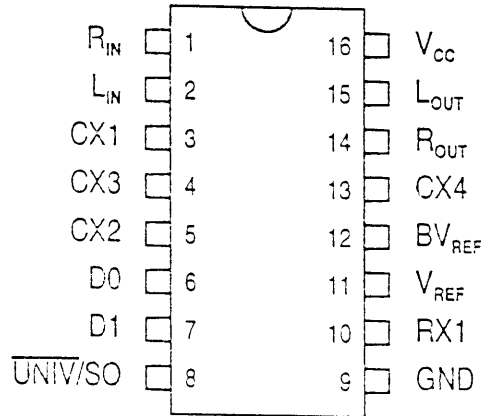 R_IN 1 16 V_CC
L_IN 2 15 L_OUT
CX1 3 14 R_OUT
CX3 4 13 CX4
CX2 5 12 BV_REF
D0 6 11 V_REF
D1 7 10 RX1
U̅N̅I̅V̅/SO 8 9 GND